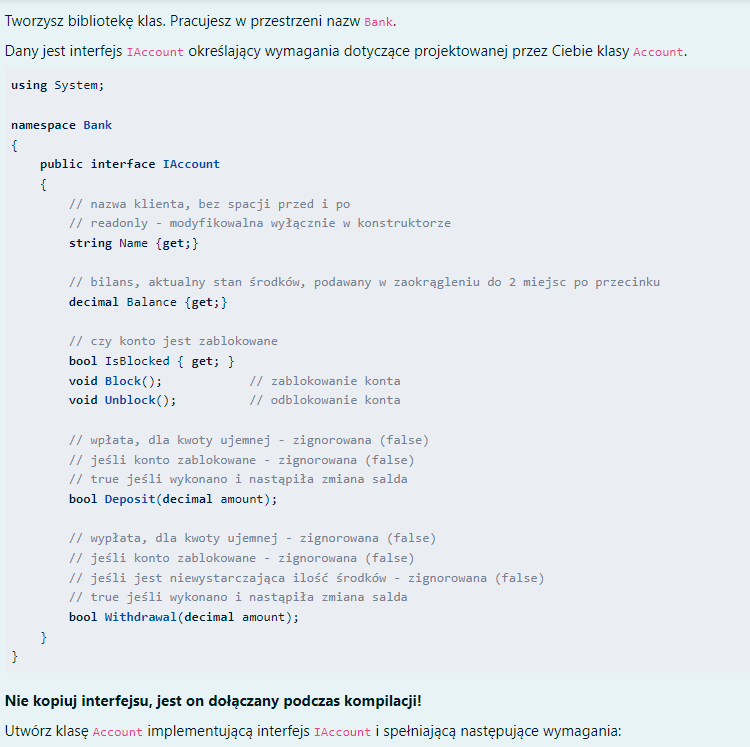 Tworzysz bibliotekę klas. Pracujesz w przestrzeni nazw Bank.
Dany jest interfejs IAccount określający wymagania dotyczące projektowanej przez Ciebie klasy Account.
using System;
namespace Bank
{
    public interface IAccount
    {
        // nazwa klienta, bez spacji przed i po
        // readonly - modyfikowalna wyłącznie w konstruktorze
        string Name {get;}
        // bilans, aktualny stan środków, podawany w zaokrągleniu do 2 miejsc po przecinku
        decimal Balance {get;}
        // czy konto jest zablokowane
        bool IsBlocked { get; }
        void Block();            // zablokowanie konta
        void Unblock();          // odblokowanie konta
        // wpłata, dla kwoty ujemnej - zignorowana (false)
        // jeśli konto zablokowane - zignorowana (false)
        // true jeśli wykonano i nastąpiła zmiana salda
        bool Deposit(decimal amount);
        // wypłata, dla kwoty ujemnej - zignorowana (false)
        // jeśli konto zablokowane - zignorowana (false)
        // jeśli jest niewystarczająca ilość środków - zignorowana (false)
        // true jeśli wykonano i nastąpiła zmiana salda
        bool Withdrawal(decimal amount);
    }
}
Nie kopiuj interfejsu, jest on dołączany podczas kompilacji!
Utwórz klasę Account implementującą interfejs IAccount i spełniającą następujące wymagania: